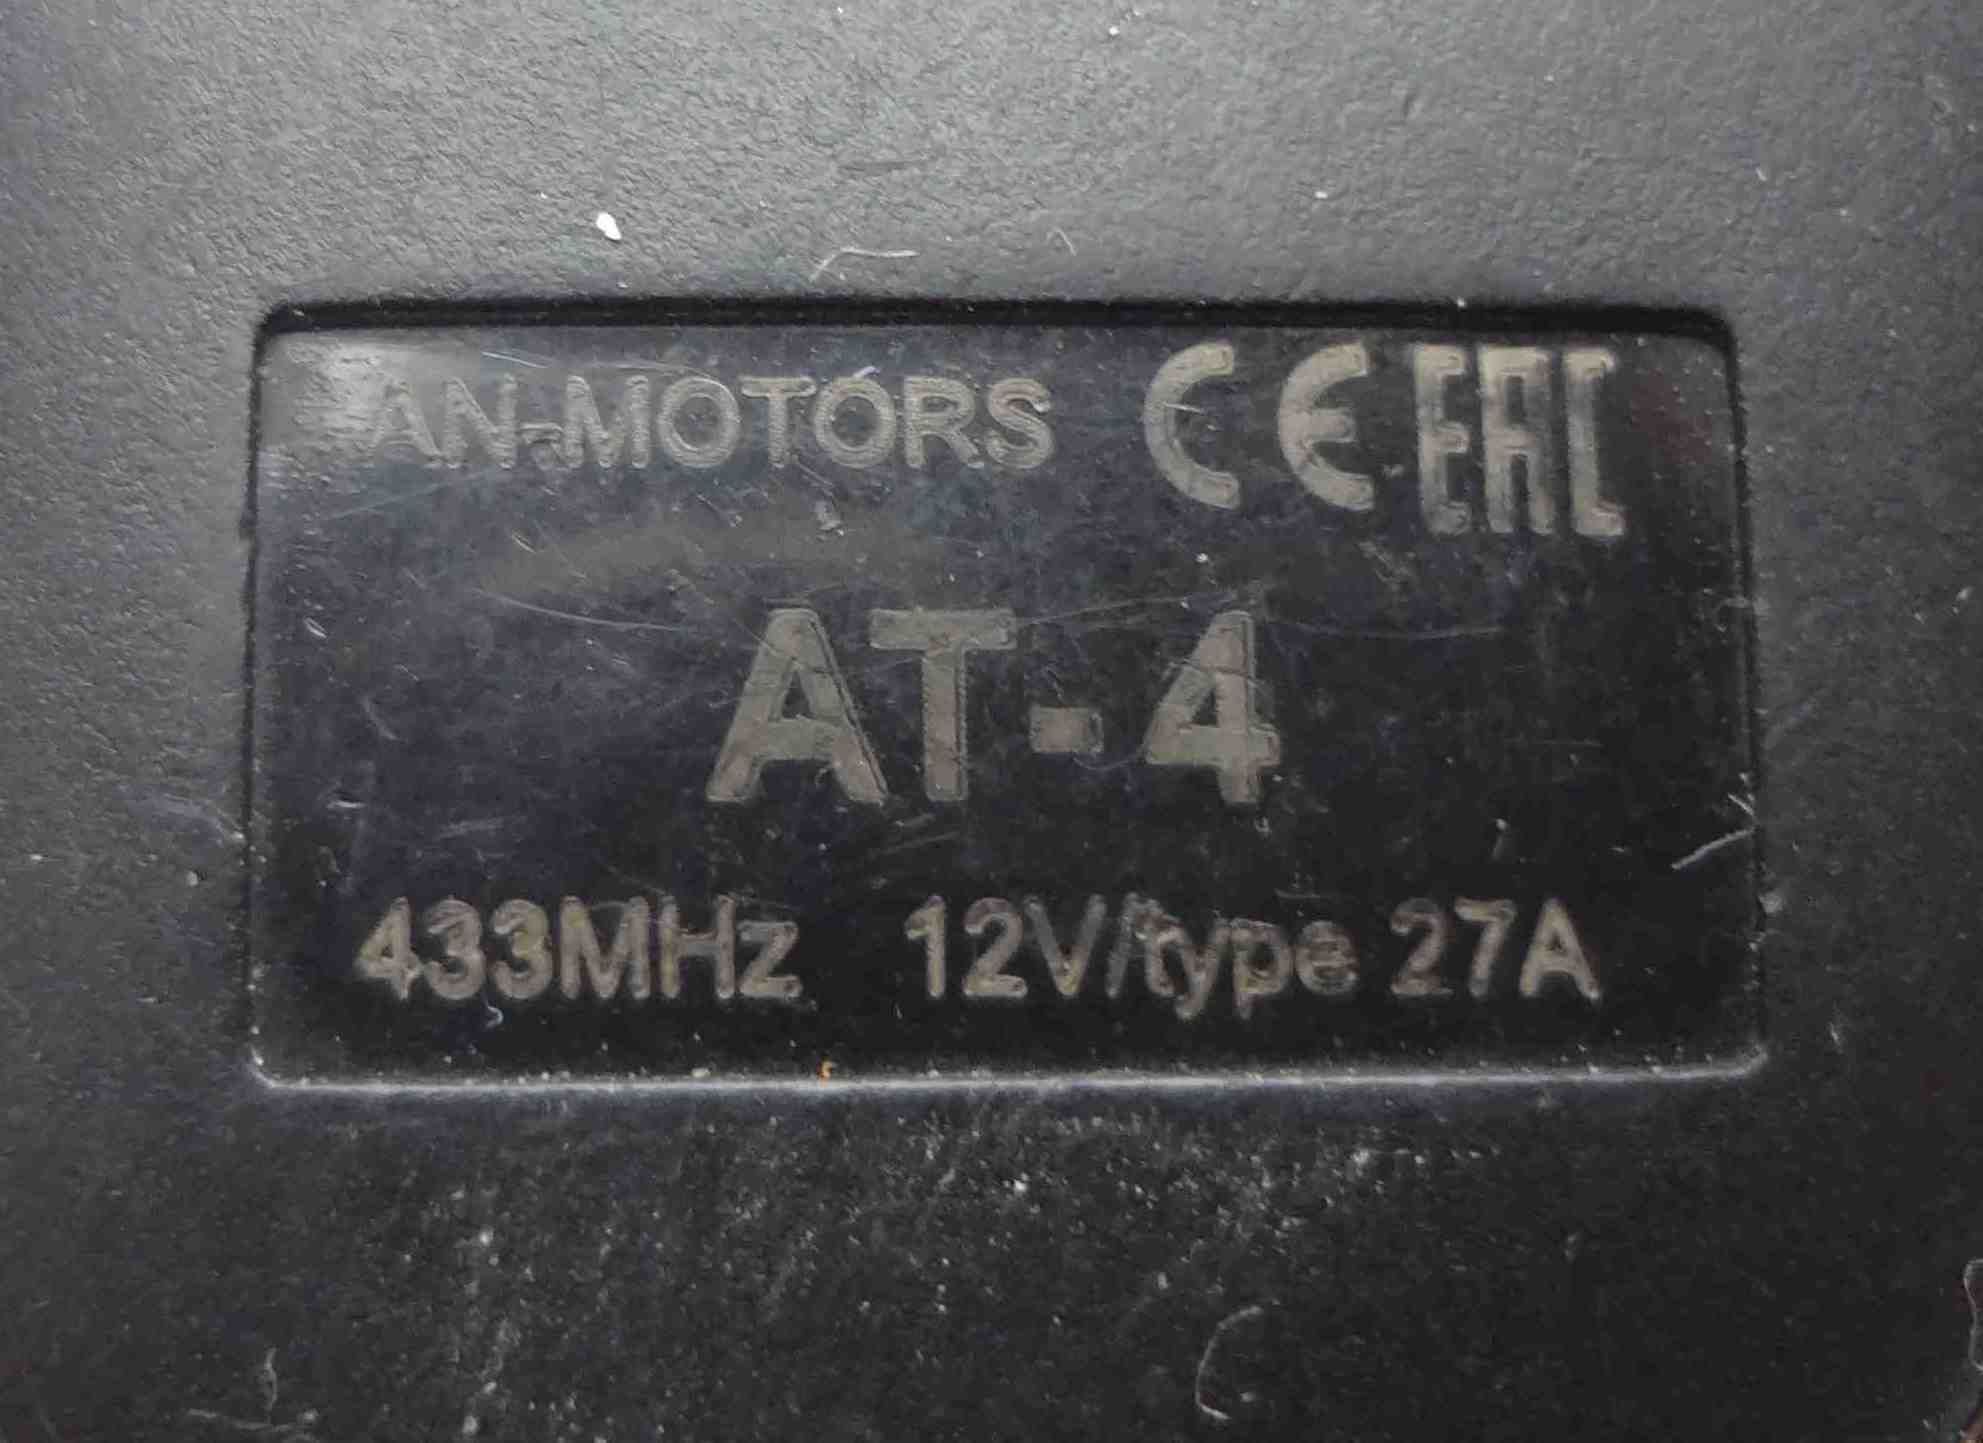 AN-MOTORS CE EAC
AT-4
433MHz 12V/type 27A